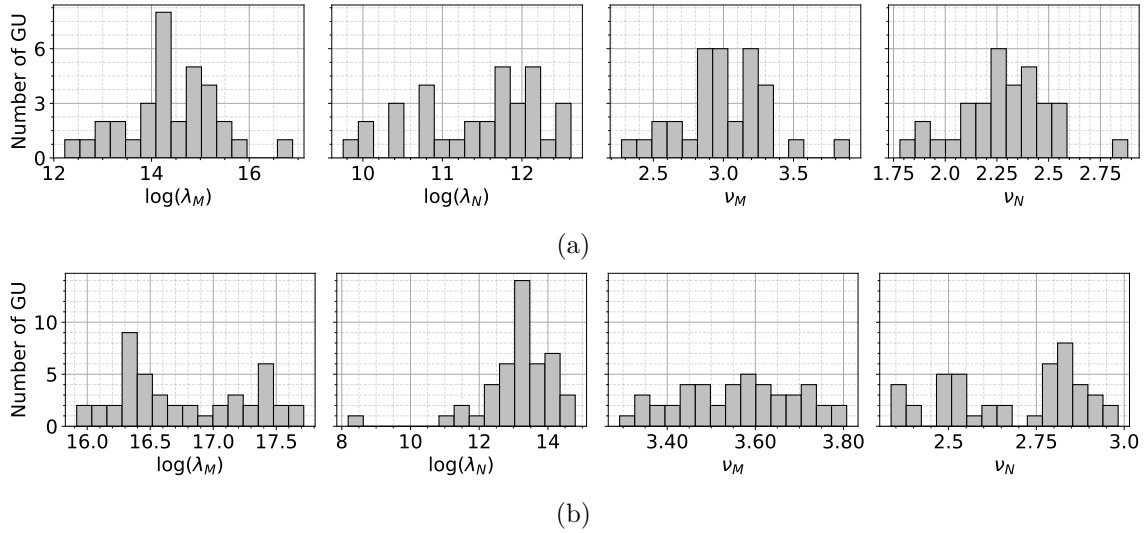 Number of GU
6
3
0
12 14 16
log(λ_M)
10 11 12
log(λ_N)
2.5 3.0 3.5
ν_M
1.75 2.0 2.25 2.5 2.75
ν_N
(a)
Number of GU
10
5
0
16.0 16.5 17.0 17.5
log(λ_M)
8 10 12 14
log(λ_N)
3.40 3.60 3.80
ν_M
2.5 2.75 3.0
ν_N
(b)